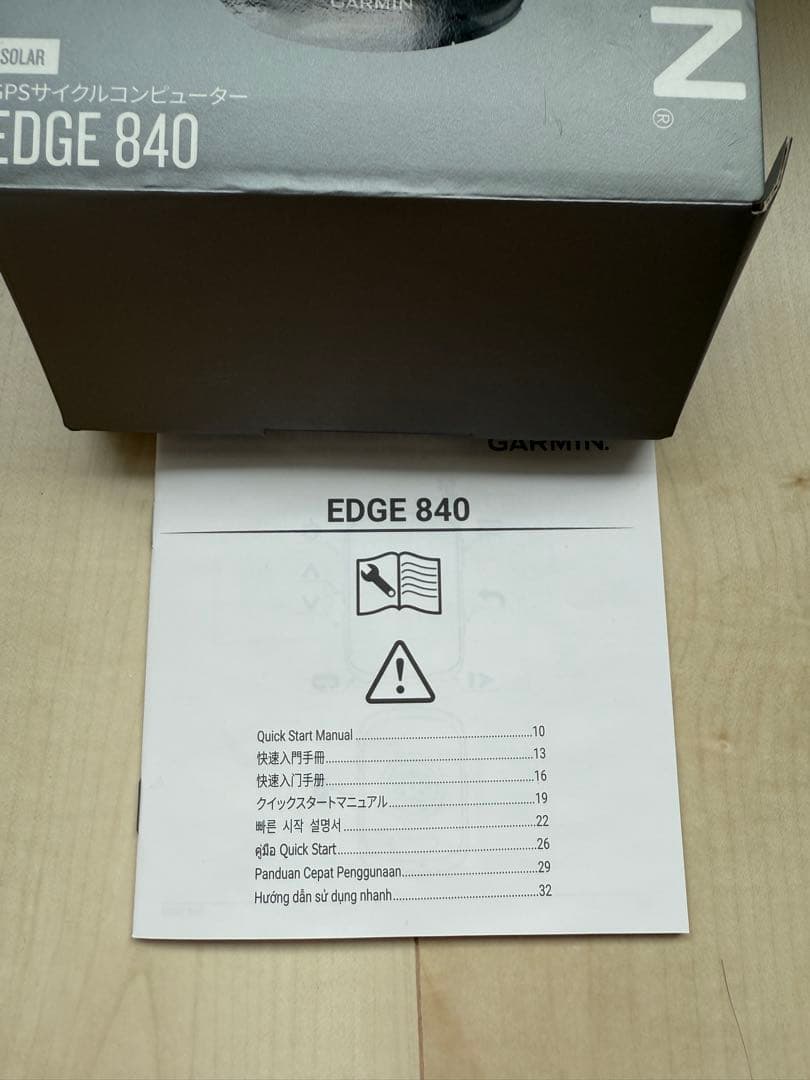 GARMIN
SOLAR
GPSサイクルコンピューター
EDGE 840
N®
GARMIN.
EDGE 840
Quick Start Manual 10
快速入門手冊 13
快速入门手册 16
クイックスタートマニュアル 19
빠른 시작 설명서 22
คู่มือ Quick Start 26
Panduan Cepat Penggunaan 29
Hướng dẫn sử dụng nhanh 32